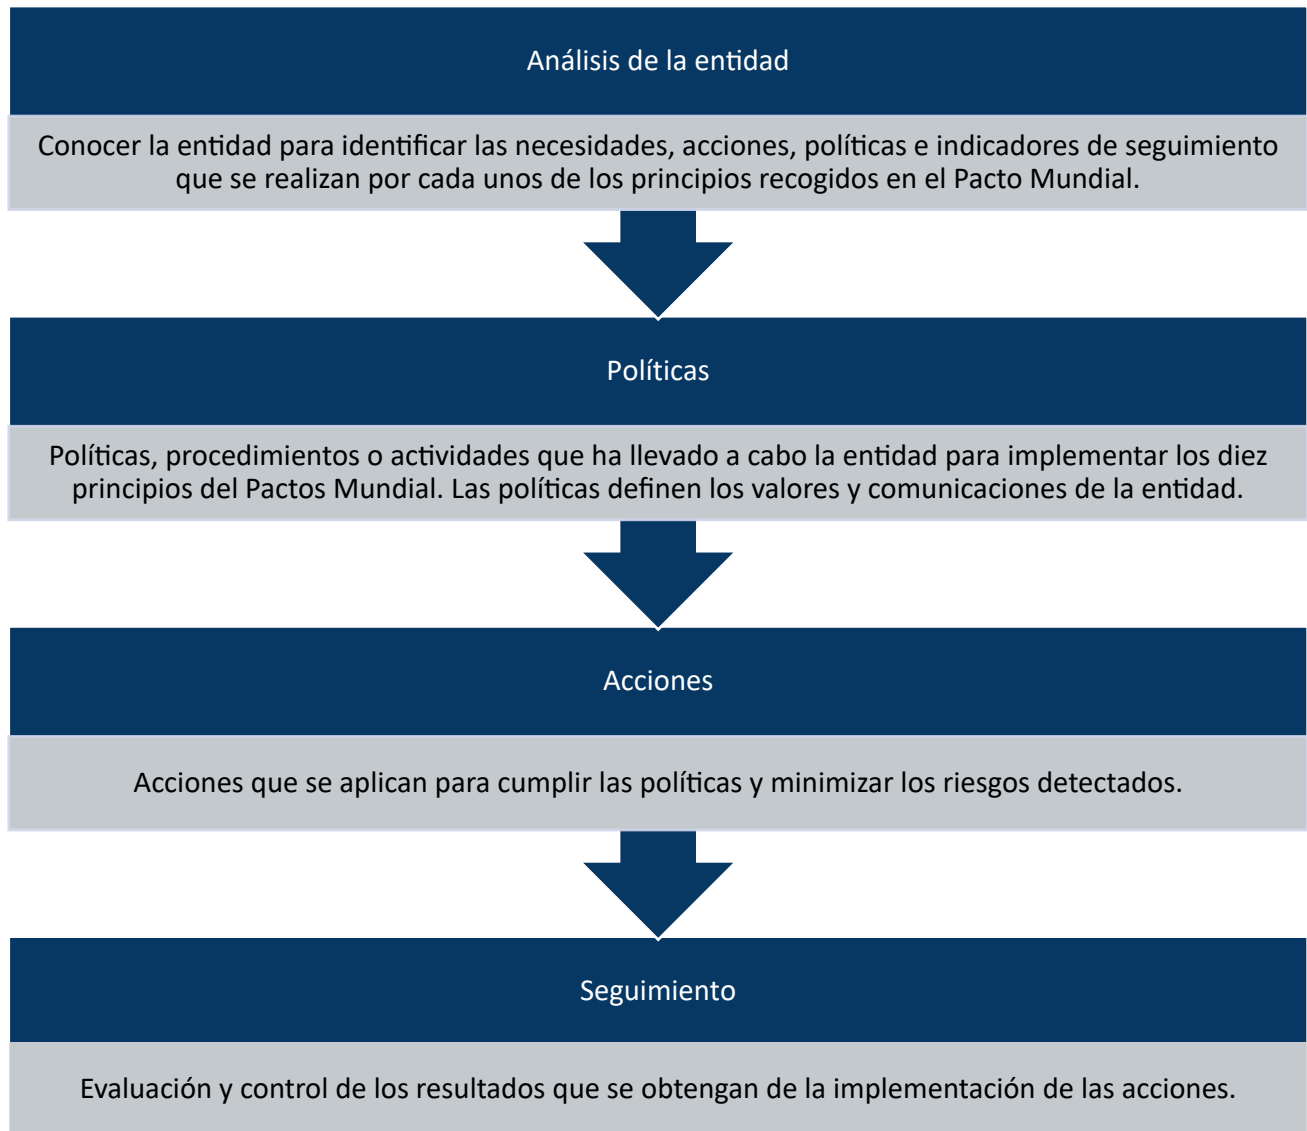 Análisis de la entidad
Conocer la entidad para identificar las necesidades, acciones, políticas e indicadores de seguimiento
que se realizan por cada unos de los principios recogidos en el Pacto Mundial.
Políticas
Políticas, procedimientos o actividades que ha llevado a cabo la entidad para implementar los diez
principios del Pactos Mundial. Las políticas definen los valores y comunicaciones de la entidad.
Acciones
Acciones que se aplican para cumplir las políticas y minimizar los riesgos detectados.
Seguimiento
Evaluación y control de los resultados que se obtengan de la implementación de las acciones.